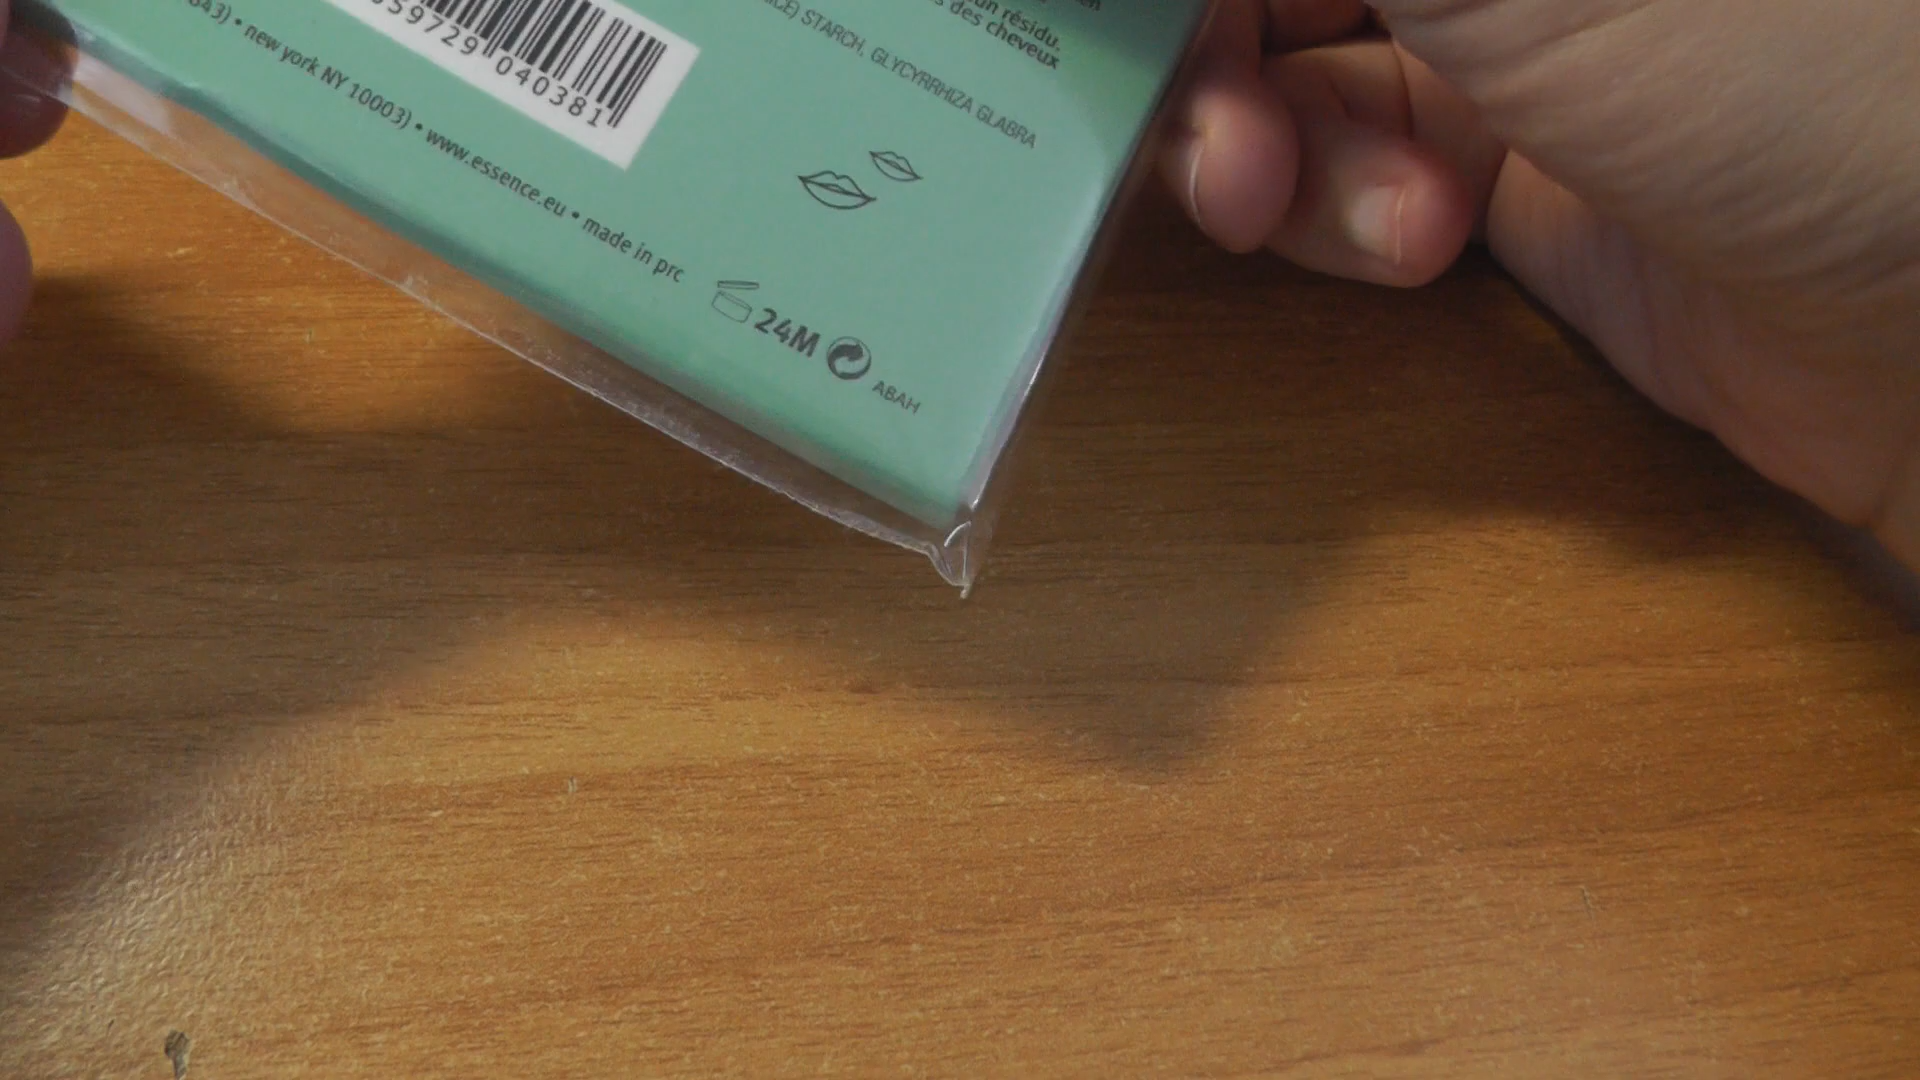 un résidu.
des cheveux
STARCH, GLYCYRRHIZA GLABRA
59729 040381
843) • new york NY 10003) • www.essence.eu • made in prc
24M
ABAH